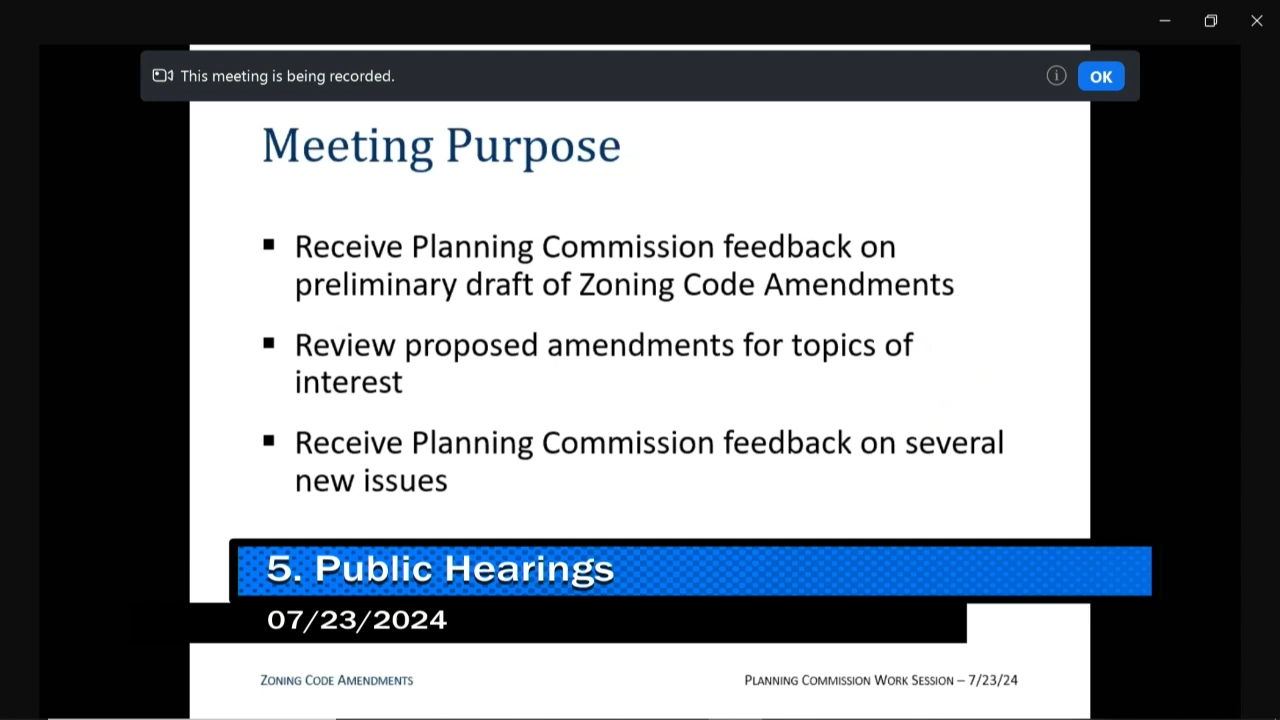 This meeting is being recorded.
OK
Meeting Purpose
Receive Planning Commission feedback on
preliminary draft of Zoning Code Amendments
Review proposed amendments for topics of
interest
Receive Planning Commission feedback on several
new issues
5. Public Hearings
07/23/2024
Zoning Code Amendments
Planning Commission Work Session – 7/23/24